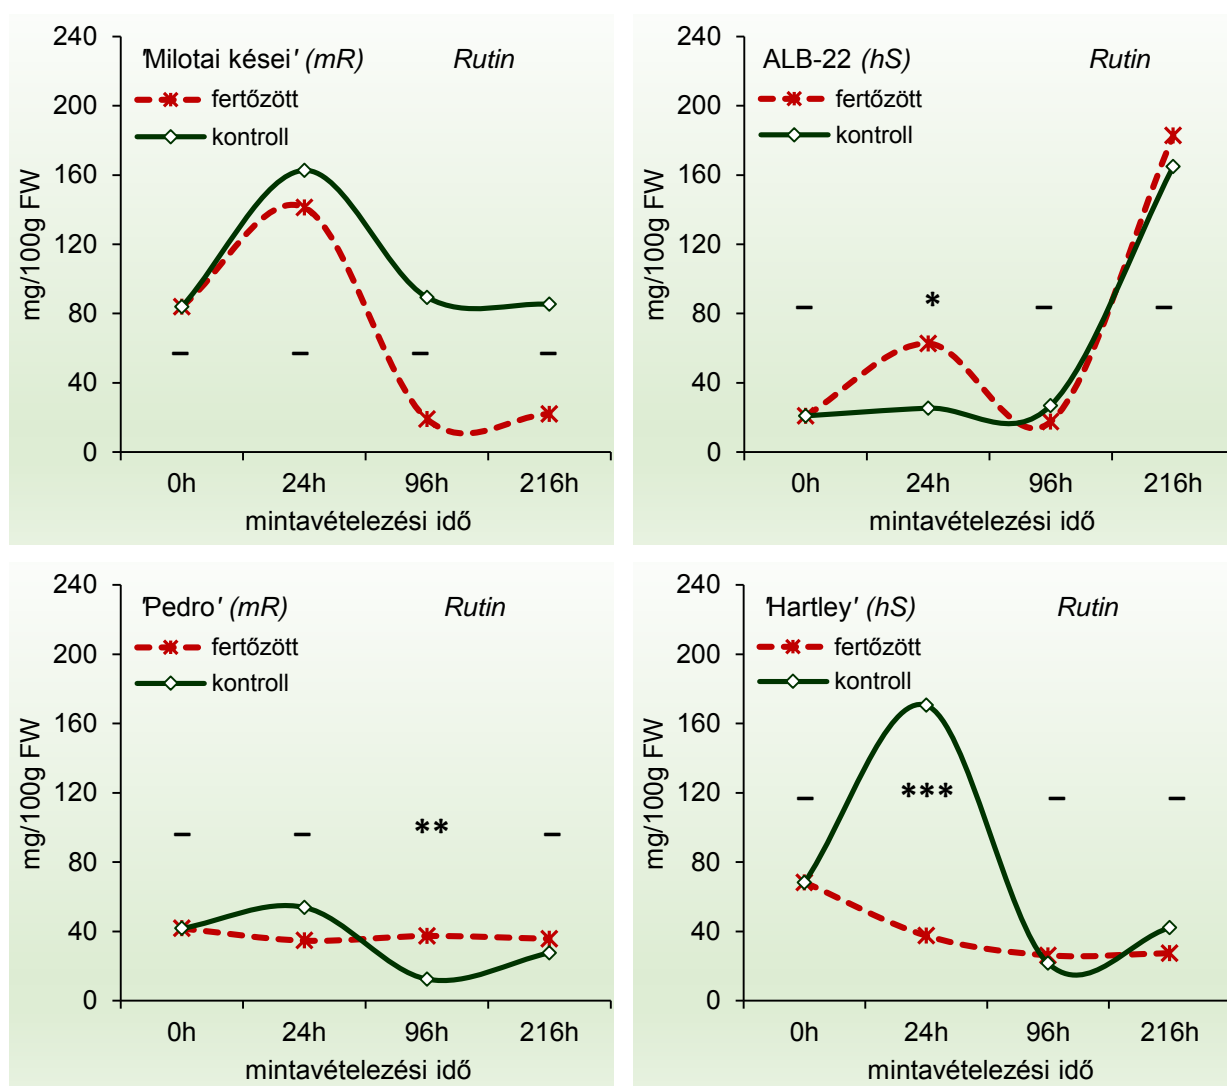 'Milotai kései' (mR) Rutin
fertőzött
kontroll
mg/100g FW
240
200
160
120
80
40
0
– – – –
0h 24h 96h 216h
mintavételezési idő
ALB-22 (hS) Rutin
fertőzött
kontroll
mg/100g FW
240
200
160
120
80
40
0
– * – –
0h 24h 96h 216h
mintavételezési idő
'Pedro' (mR) Rutin
fertőzött
kontroll
mg/100g FW
240
200
160
120
80
40
0
– – ** –
0h 24h 96h 216h
mintavételezési idő
'Hartley' (hS) Rutin
fertőzött
kontroll
mg/100g FW
240
200
160
120
80
40
0
– *** – –
0h 24h 96h 216h
mintavételezési idő